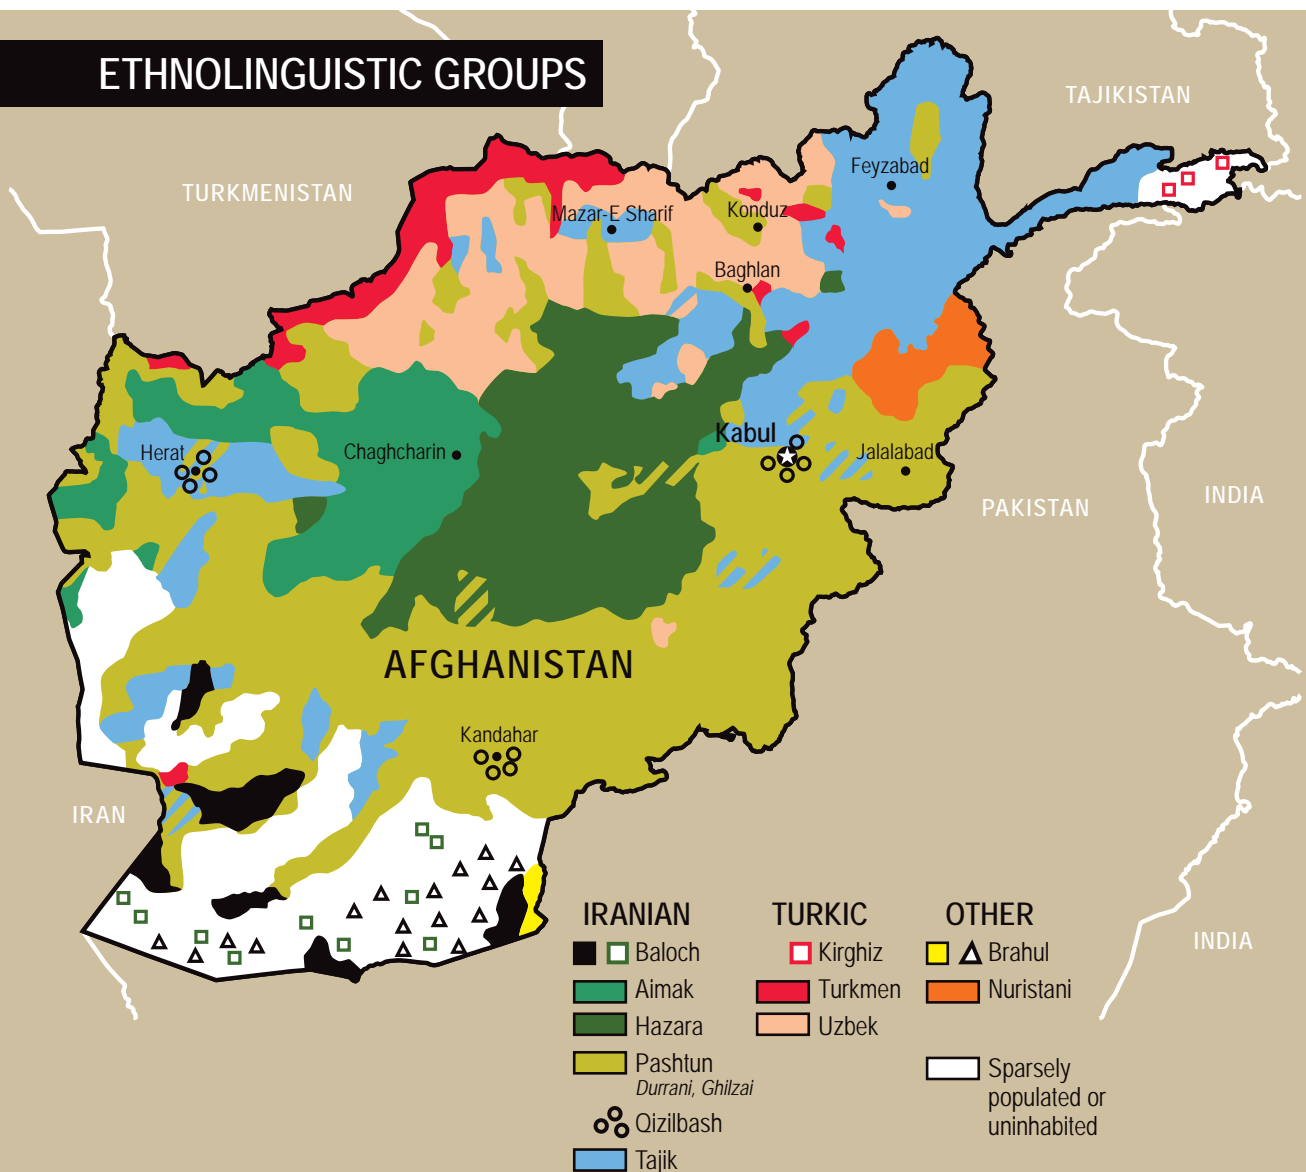 ETHNOLINGUISTIC GROUPS
TAJIKISTAN
TURKMENISTAN
Feyzabad
Mazar-E Sharif
Konduz
Baghlan
Herat
Chaghcharin
Kabul
Jalalabad
PAKISTAN
INDIA
AFGHANISTAN
Kandahar
IRAN
INDIA
IRANIAN
Baloch
Aimak
Hazara
Pashtun
Durrani, Ghilzai
Qizilbash
Tajik
TURKIC
Kirghiz
Turkmen
Uzbek
OTHER
Brahul
Nuristani
Sparsely
populated or
uninhabited